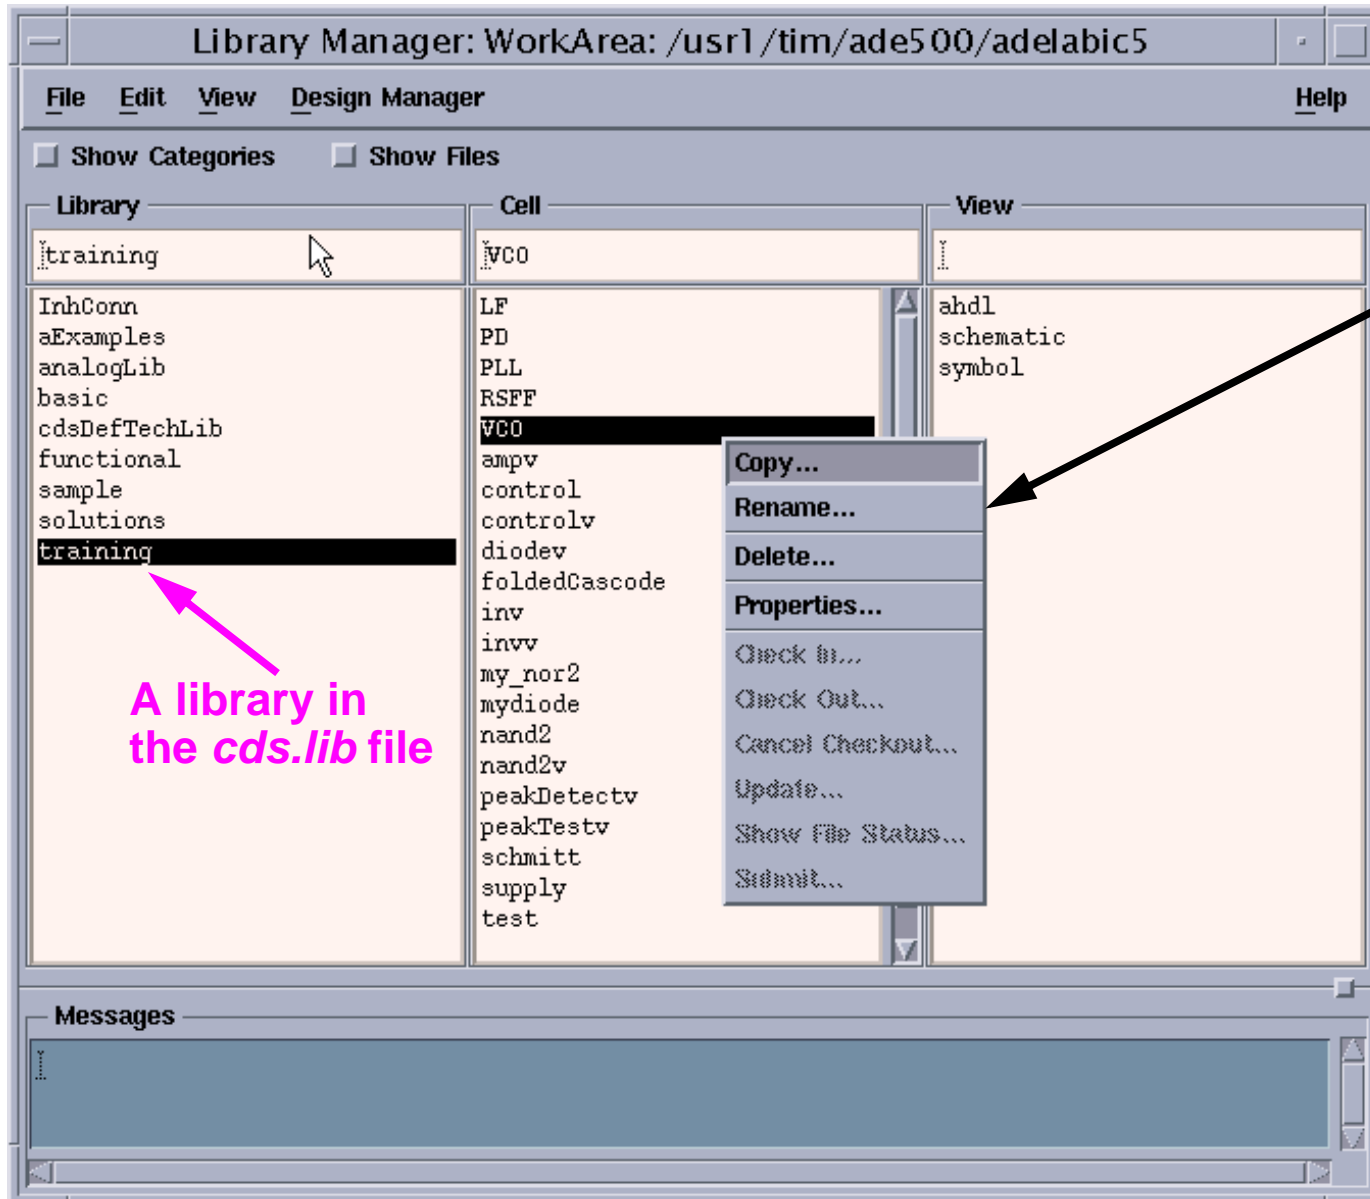 Library Manager: WorkArea: /usr1/tim/ade500/adelabic5
File Edit View Design Manager Help
Show Categories Show Files
Library
training
InhConn
aExamples
analogLib
basic
cdsDefTechLib
functional
sample
solutions
training
A library in
the cds.lib file
Cell
VCO
LF
PD
PLL
RSFF
VCO
ampv
control
controlv
diodev
foldedCascode
inv
invv
my_nor2
mydiode
nand2
nand2v
peakDetectv
peakTestv
schmitt
supply
test
Copy...
Rename...
Delete...
Properties...
Check In...
Check Out...
Cancel Checkout...
Update...
Show File Status...
Submit...
View
ahdl
schematic
symbol
Messages